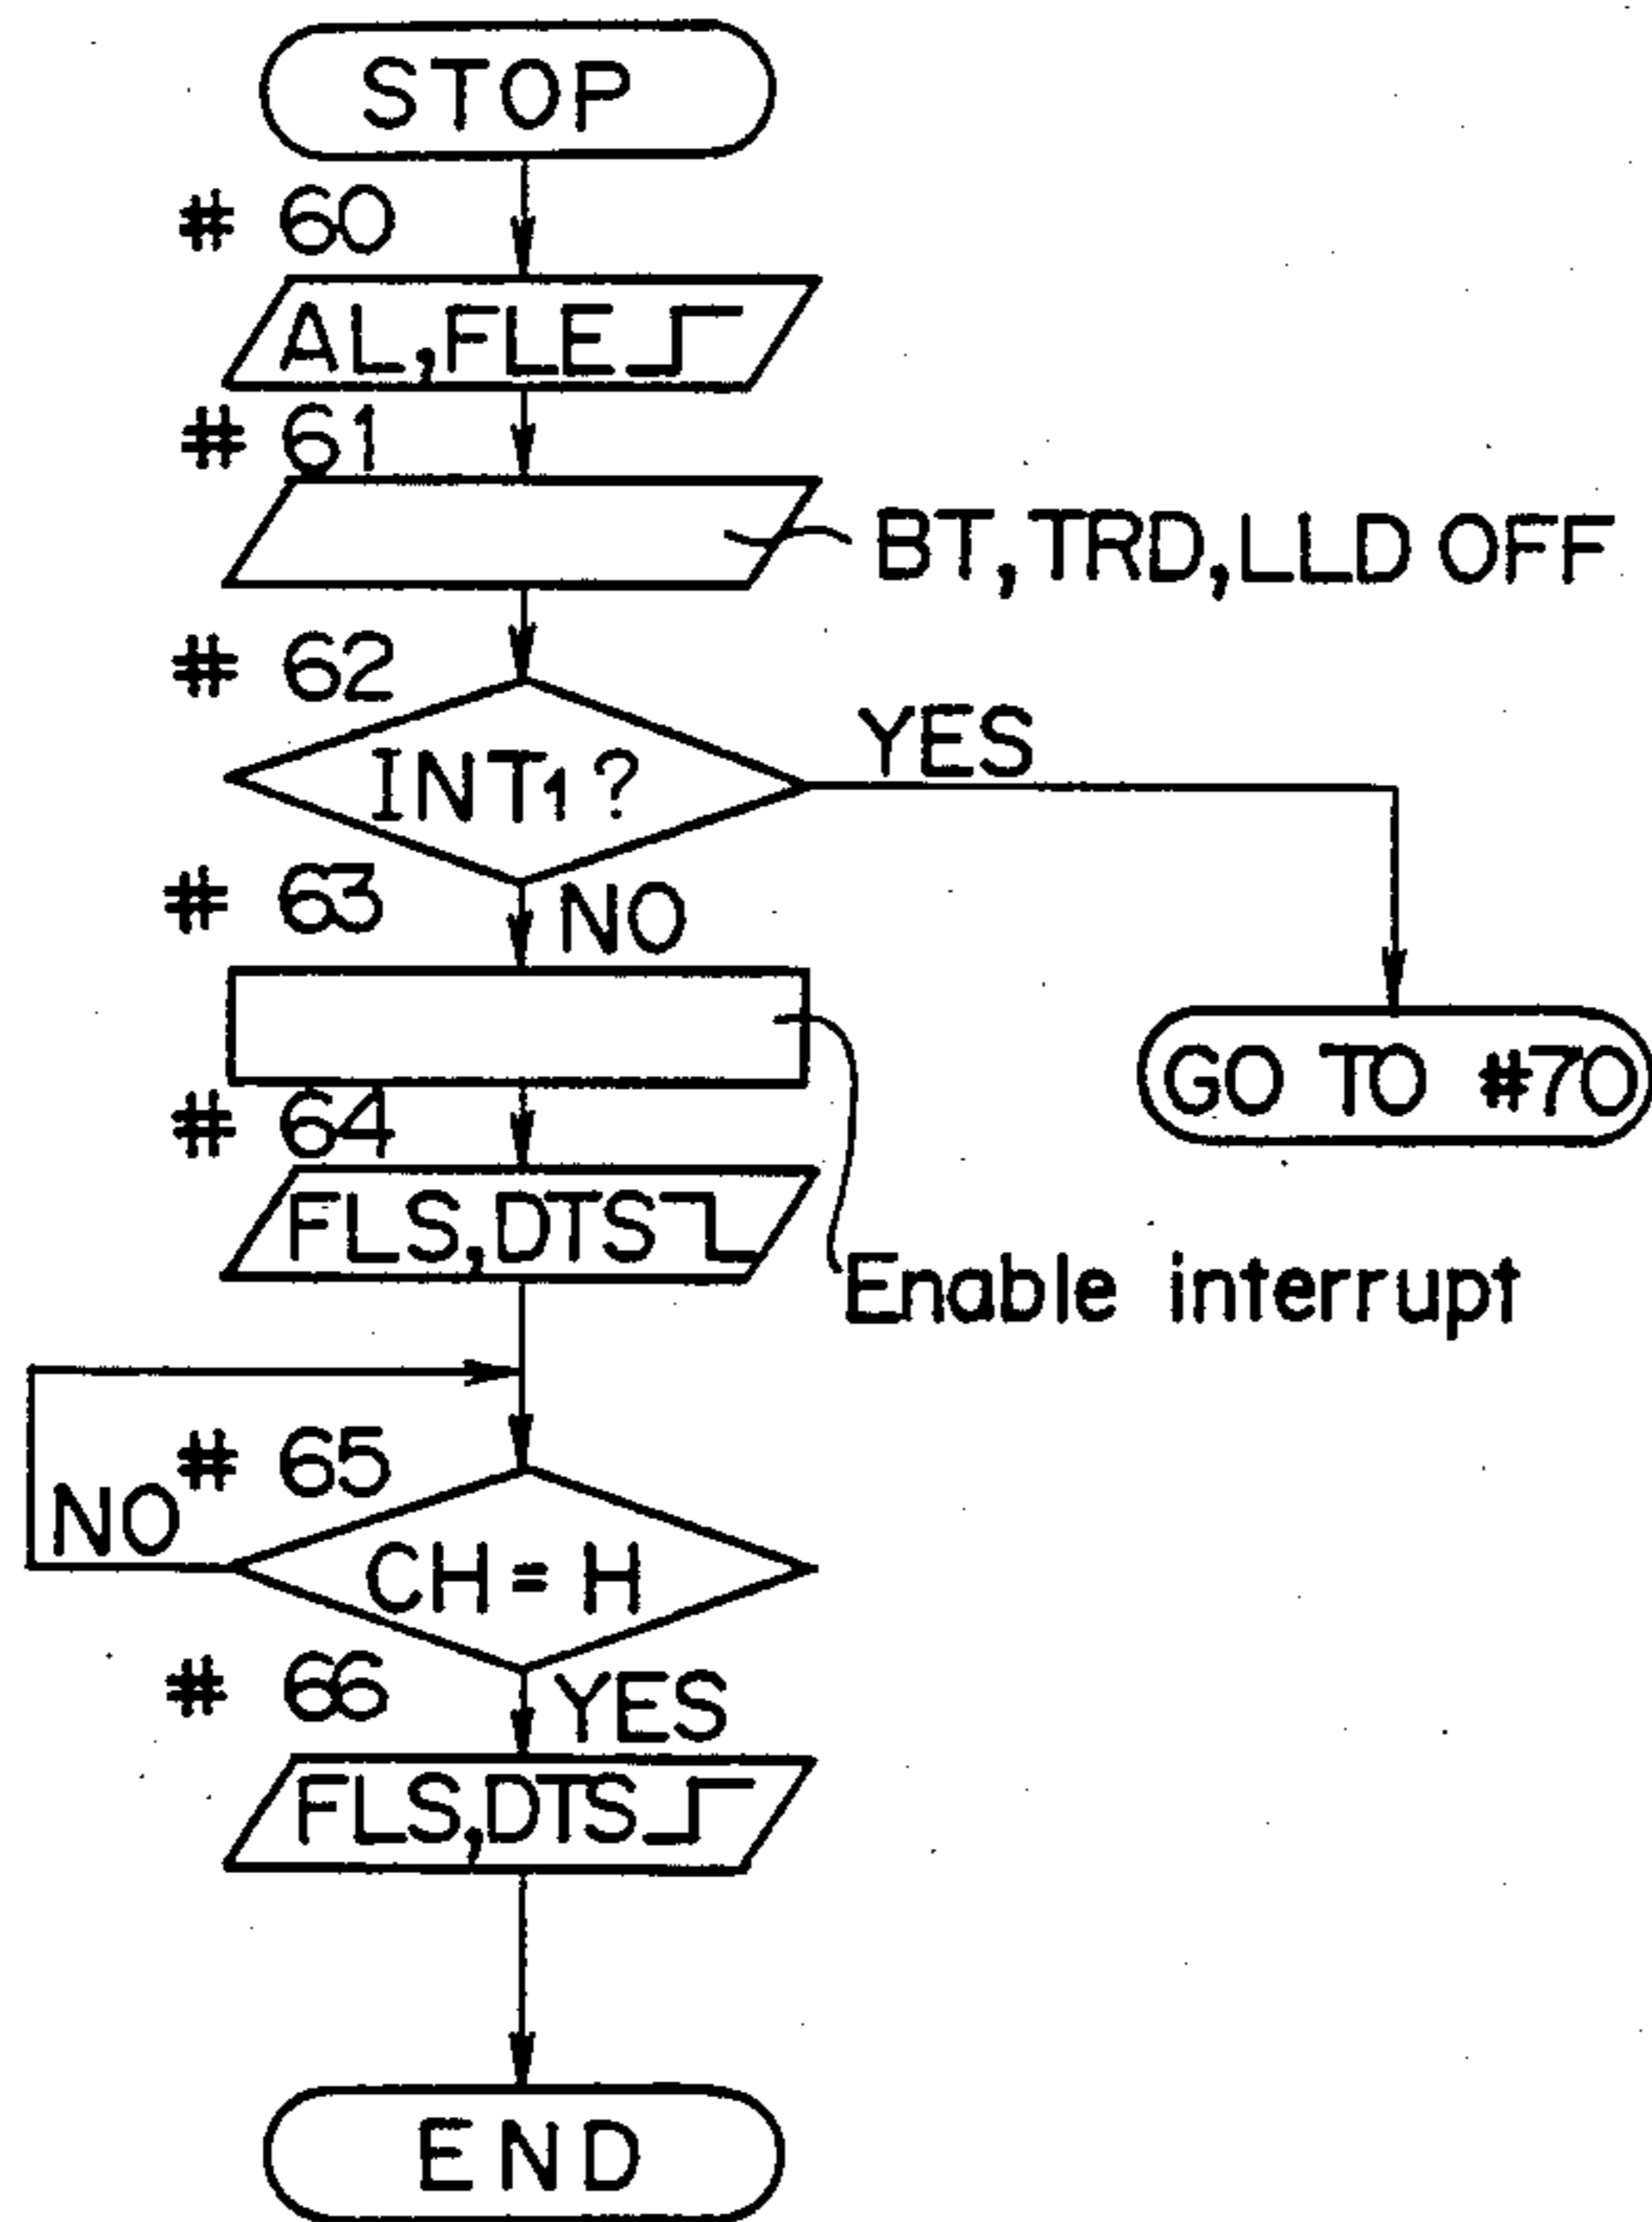 STOP
# 60
AL,FLE
# 61
BT,TRD,LLD OFF
# 62
INT1?
YES
# 63
NO
GO TO #70
# 64
FLS,DTS
Enable interrupt
# 65
NO
CH=H
# 66
YES
FLS,DTS
END